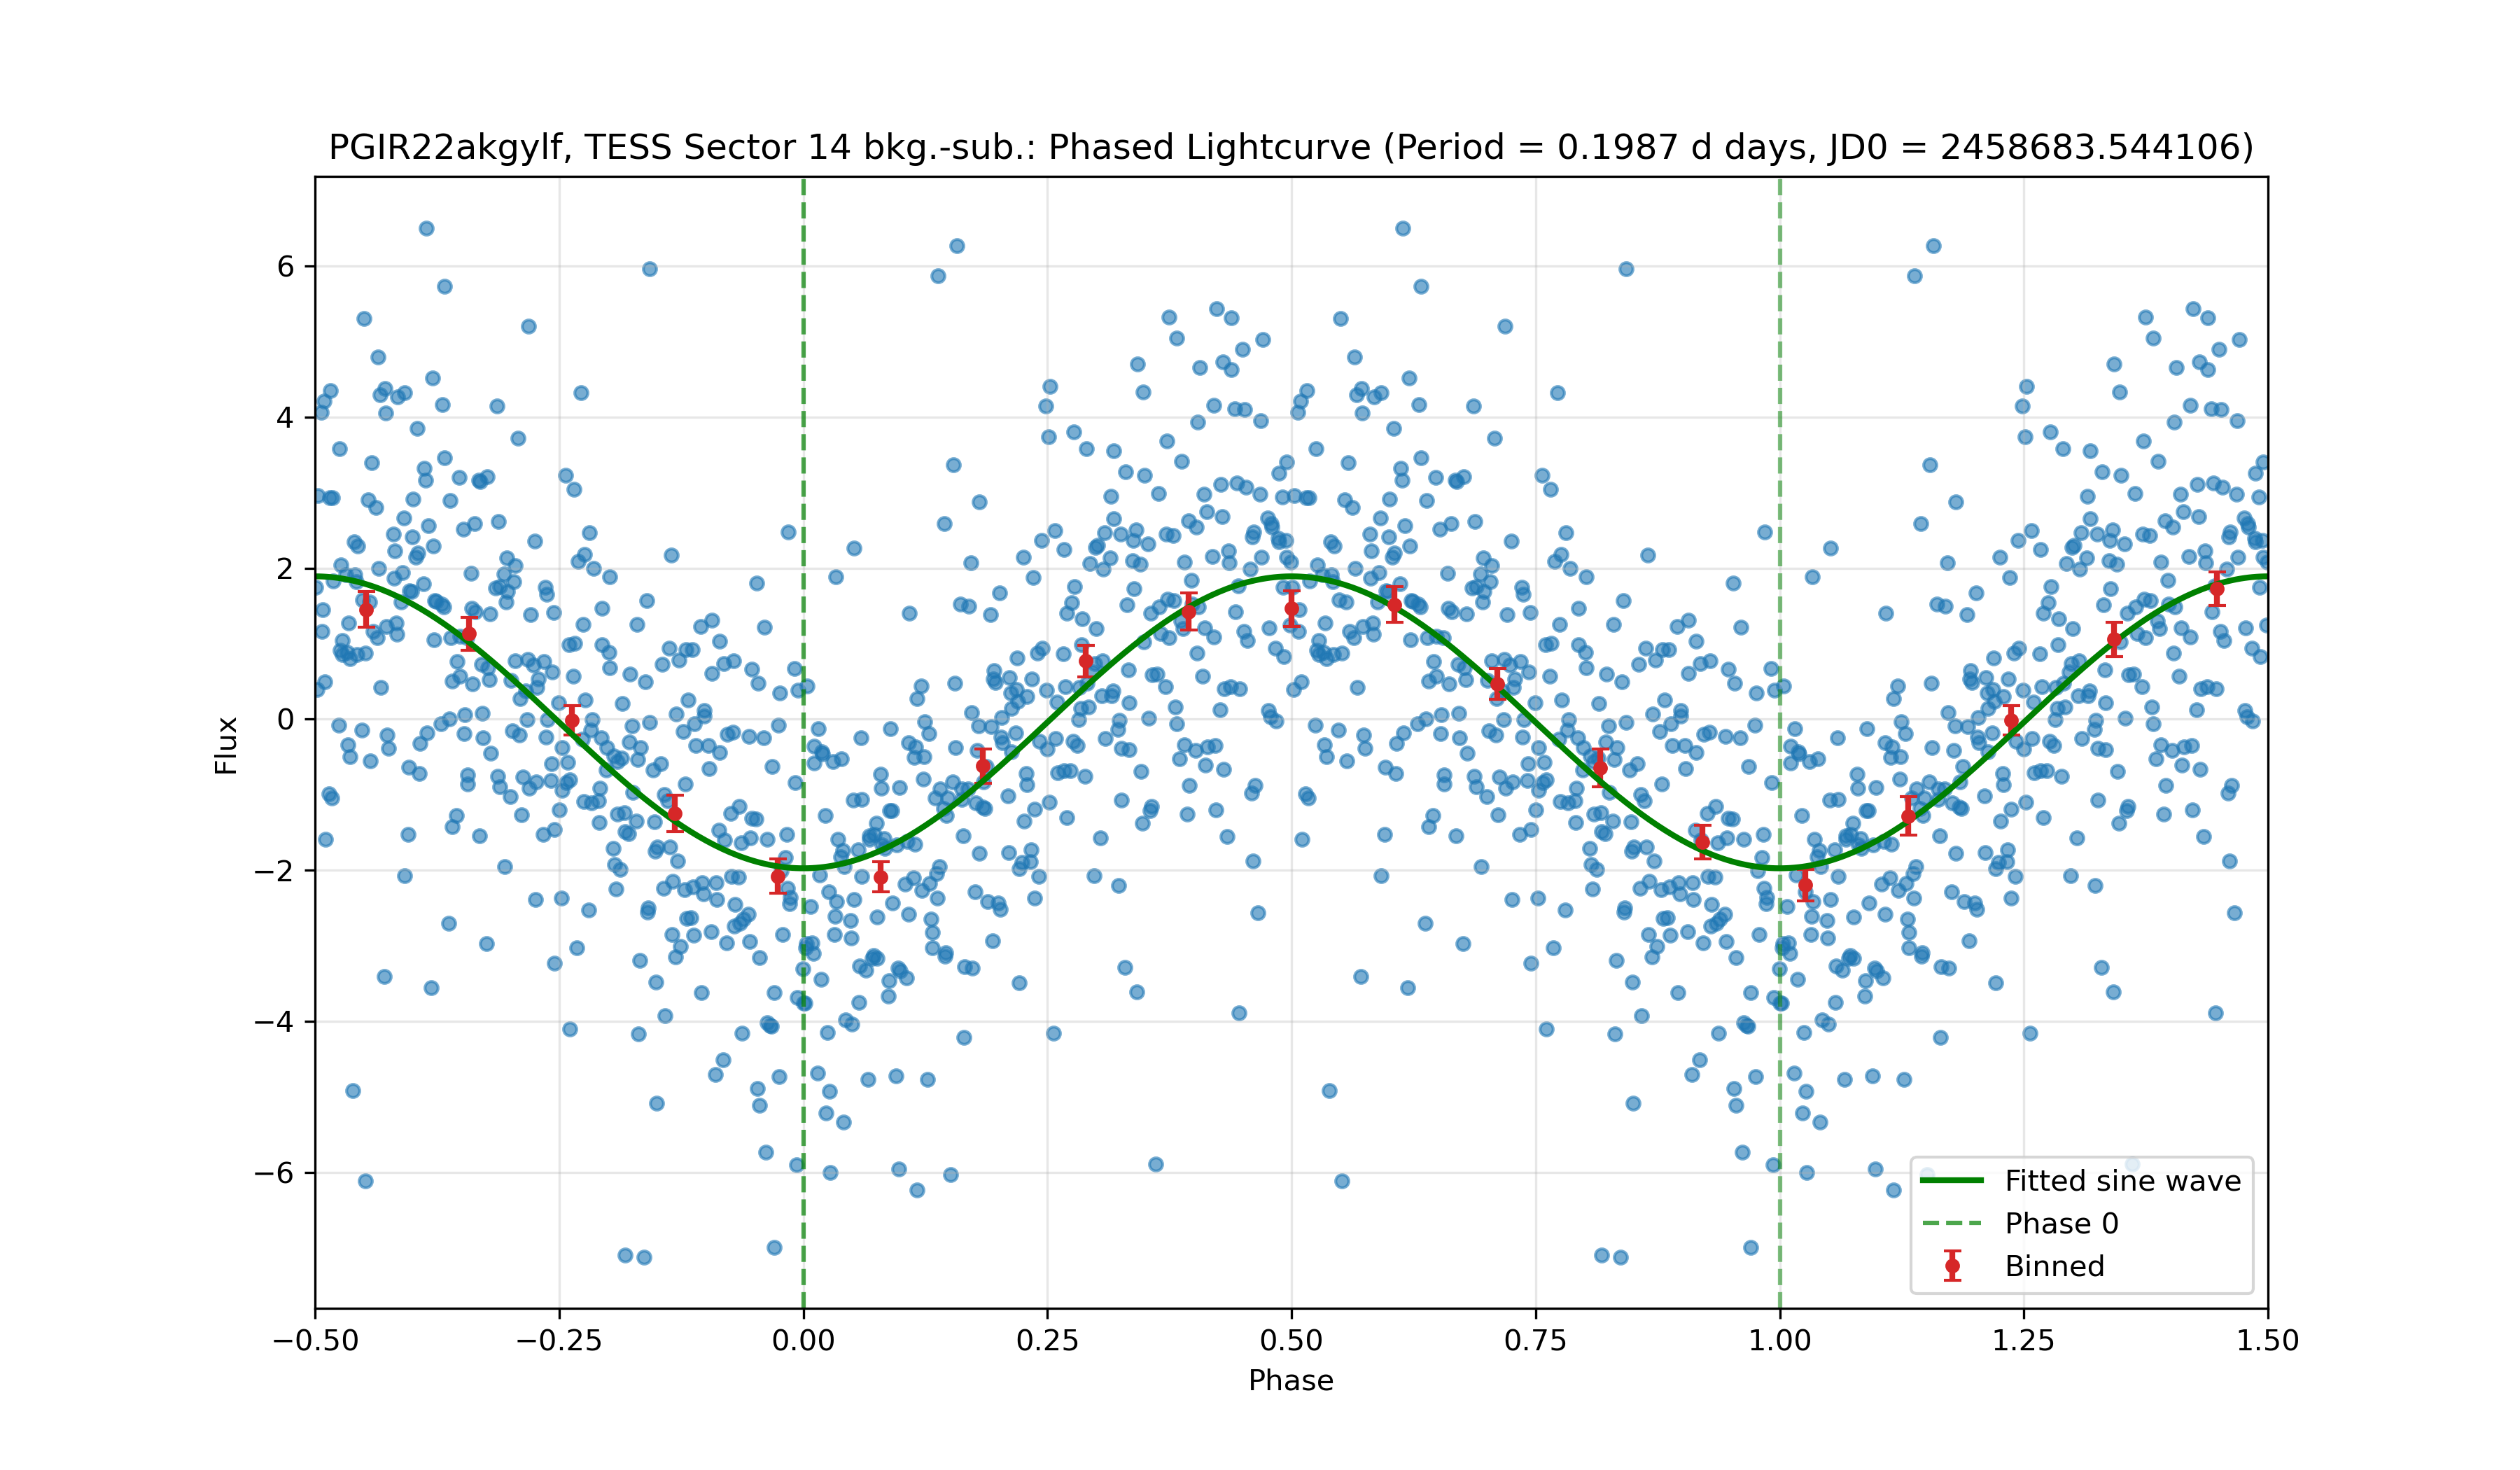 PGIR22akgylf, TESS Sector 14 bkg.-sub.: Phased Lightcurve (Period = 0.1987 d days, JD0 = 2458683.544106)
Flux
6
4
2
0
−2
−4
−6
Fitted sine wave
Phase 0
Binned
−0.50 −0.25 0.00 0.25 0.50 0.75 1.00 1.25 1.50
Phase